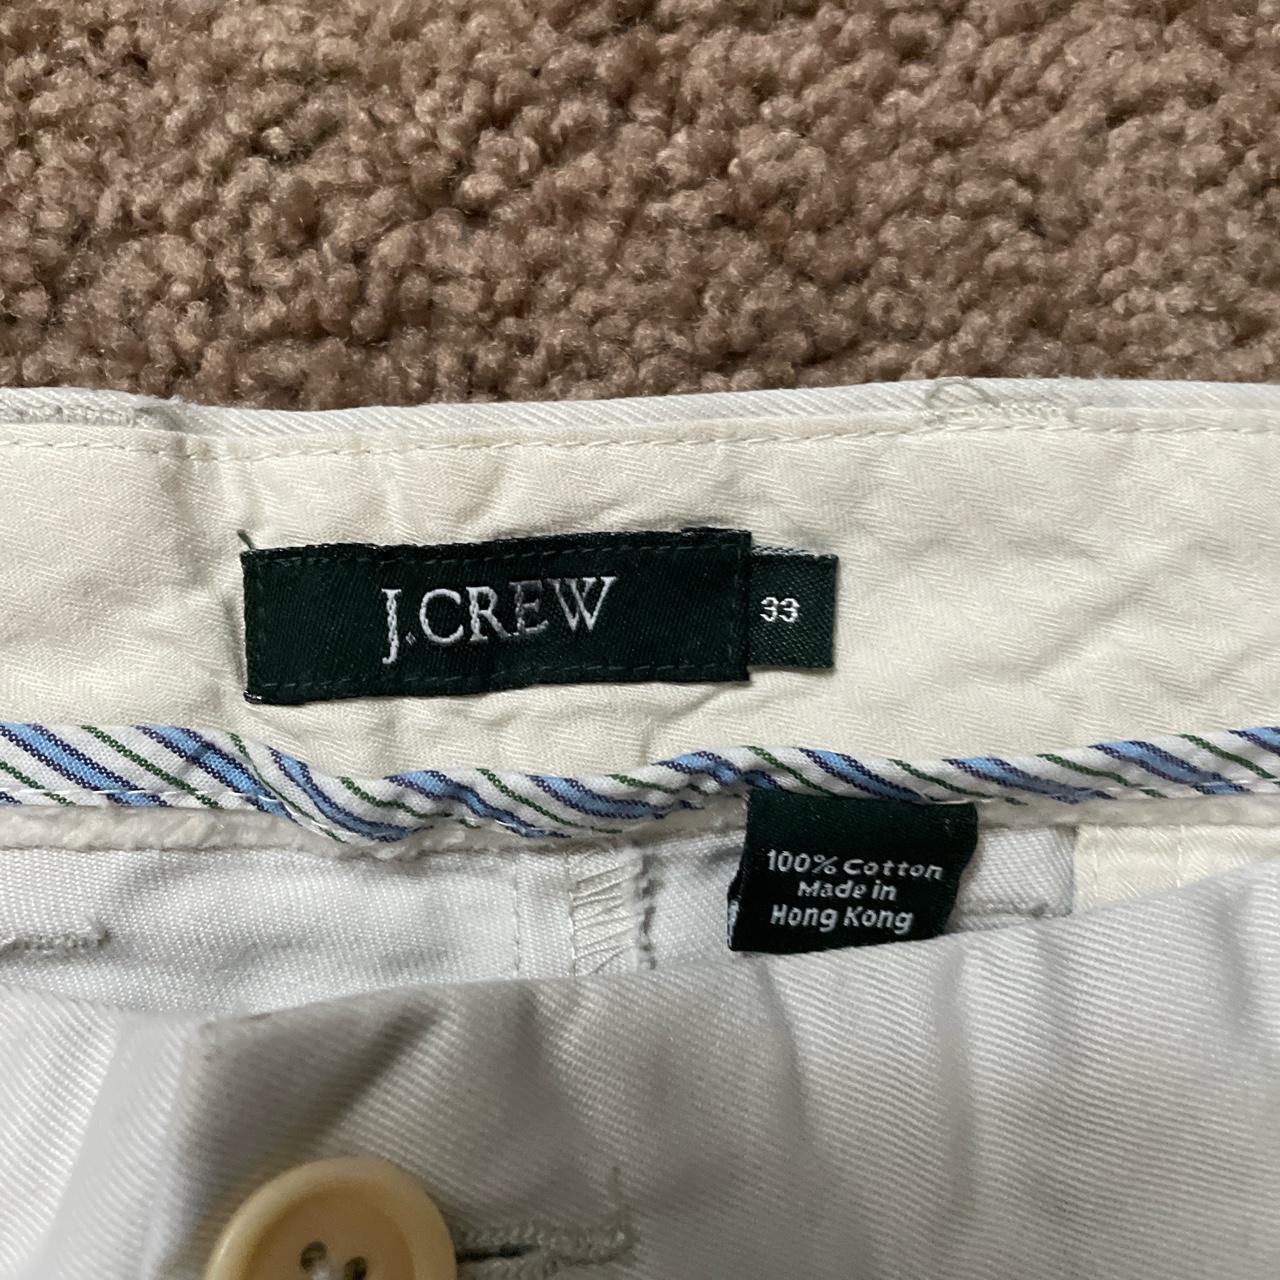 J.CREW
33
100% Cotton
Made in
Hong Kong